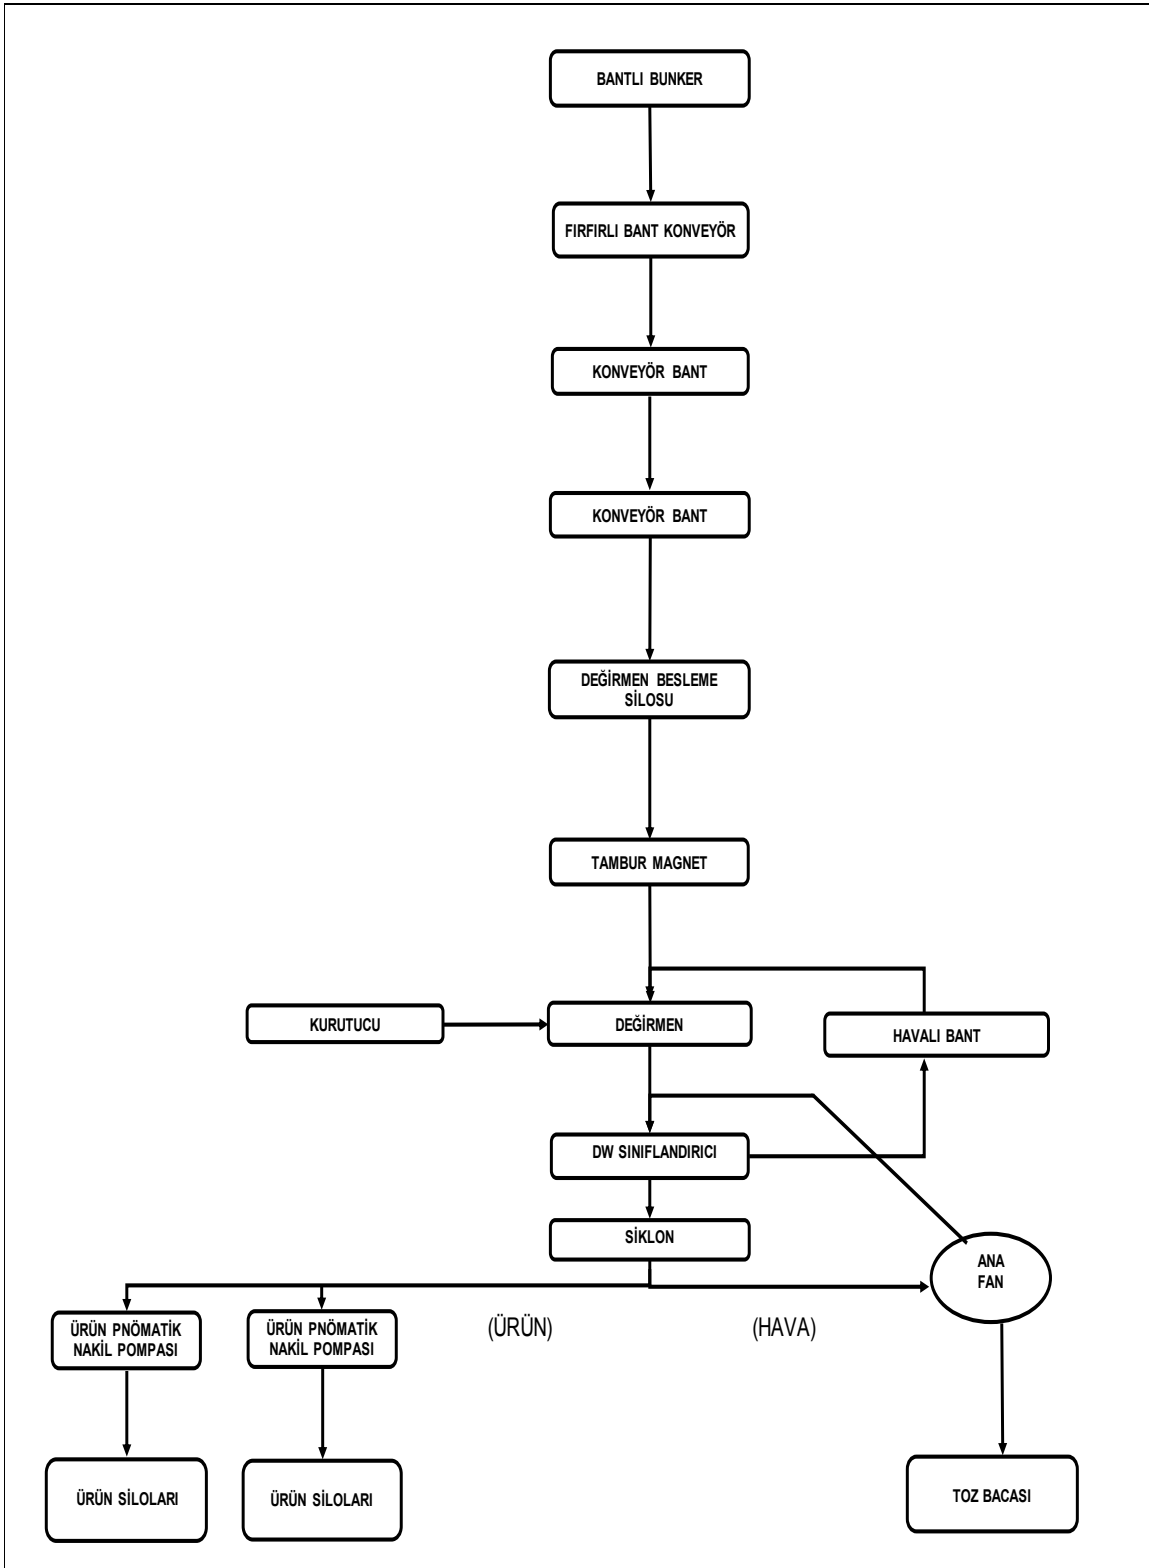 BANTLI BUNKER
FIRFIRLI BANT KONVEYÖR
KONVEYÖR BANT
KONVEYÖR BANT
DEĞİRMEN BESLEME
SİLOSU
TAMBUR MAGNET
KURUTUCU
DEĞİRMEN
HAVALI BANT
DW SINIFLANDIRICI
SİKLON
ANA
FAN
ÜRÜN PNÖMATİK
NAKİL POMPASI
ÜRÜN PNÖMATİK
NAKİL POMPASI
(ÜRÜN)
(HAVA)
ÜRÜN SİLOLARI
ÜRÜN SİLOLARI
TOZ BACASI